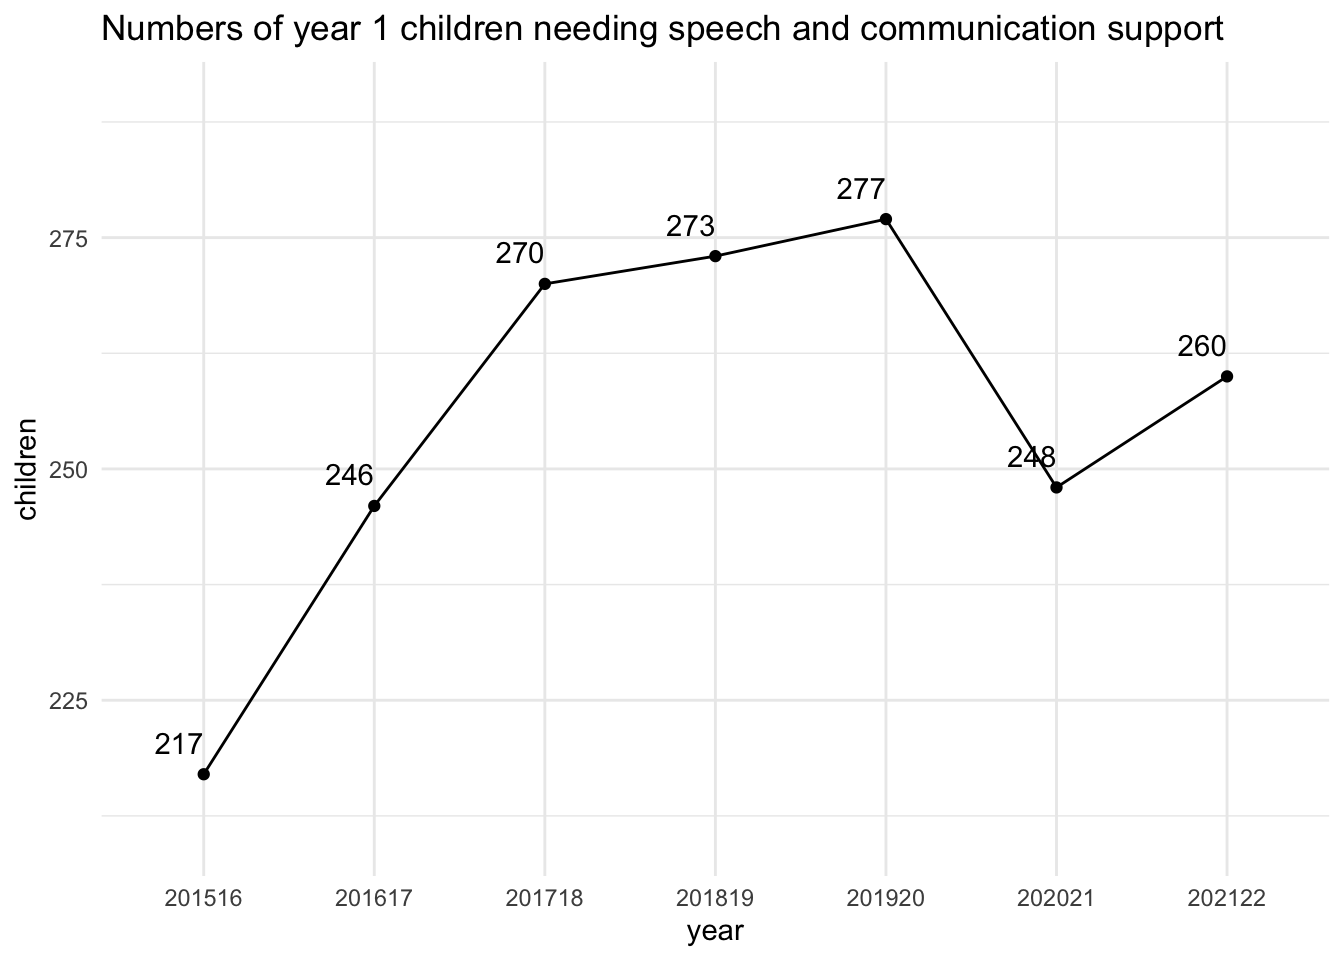 Numbers of year 1 children needing speech and communication support
277
273
275
270
260
248
250
246
children
225
217
201516 201617 201718 201819 201920 202021 202122
year